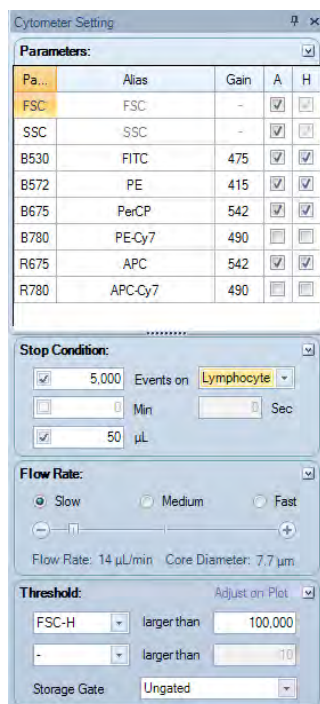 Cytometer Setting
Parameters:
Pa... Alias Gain A H
FSC FSC -
SSC SSC -
B530 FITC 475
B572 PE 415
B675 PerCP 542
B780 PE-Cy7 490
R675 APC 542
R780 APC-Cy7 490
Stop Condition:
5,000 Events on Lymphocyte
0 Min 0 Sec
50 µL
Flow Rate:
Slow Medium Fast
Flow Rate: 14 µL/min Core Diameter: 7.7 µm
Threshold: Adjust on Plot
FSC-H larger than 100,000
- larger than 10
Storage Gate Ungated